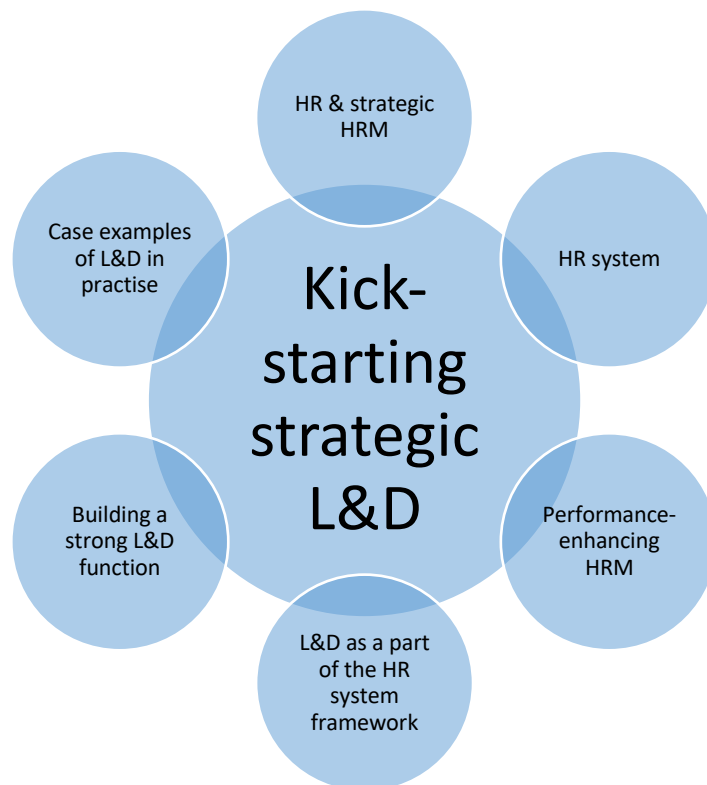 HR & strategic
HRM
Case examples
of L&D in
practise
HR system
Kick-
starting
strategic
L&D
Building a
strong L&D
function
Performance-
enhancing
HRM
L&D as a part
of the HR
system
framework